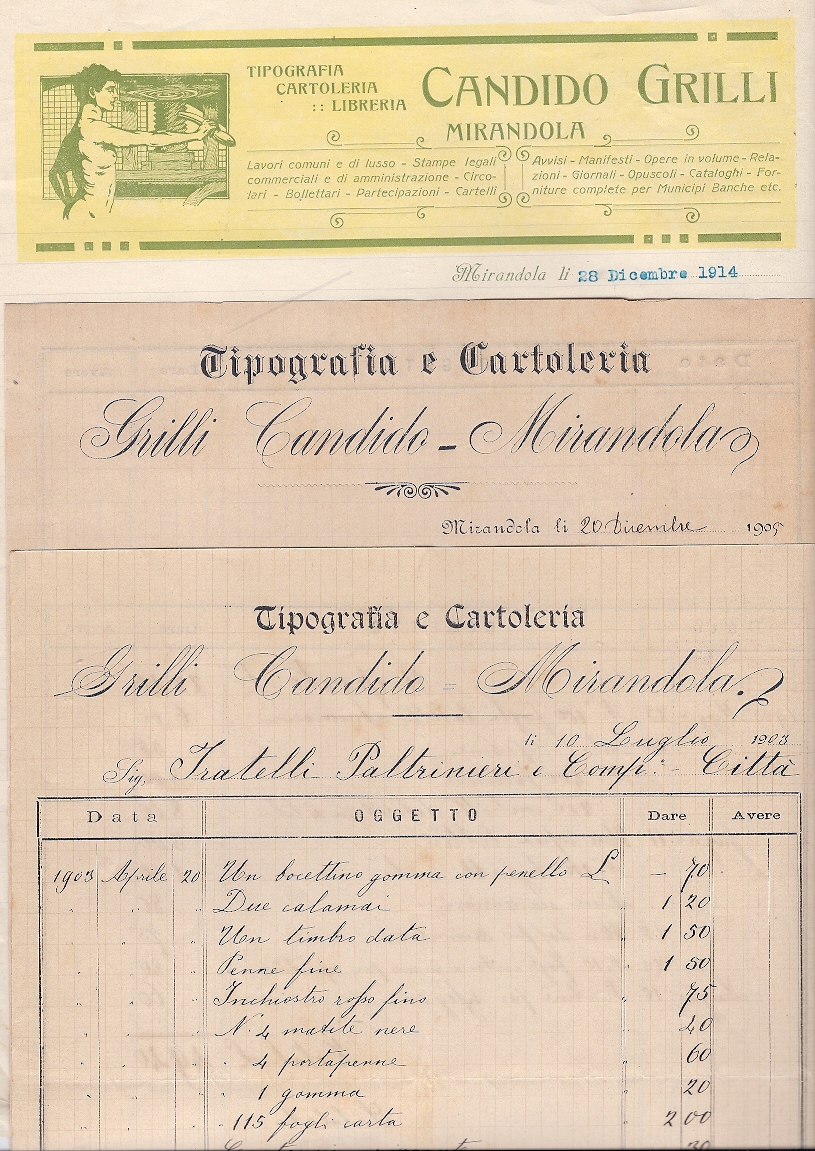 TIPOGRAFIA
CARTOLERIA
:: LIBRERIA
CANDIDO GRILLI
MIRANDOLA
Lavori comuni e di lusso - Stampe legali
commerciali e di amministrazione - Circo-
lari - Bollettari - Partecipazioni - Cartelli
Avvisi - Manifesti - Opere in volume - Rela-
zioni - Giornali - Opuscoli - Cataloghi - For-
niture complete per Municipi Banche etc.
Mirandola li 28 Dicembre 1914
Tipografia e Cartoleria
Grilli Candido - Mirandola
Mirandola li 20 Dicembre 1905
Tipografia e Cartoleria
Grilli Candido = Mirandola.
li 10 Luglio 1903
Sig. Fratelli Paltrinieri e Comp.i - Città
Data OGGETTO Dare Avere
1903 Aprile 20 Un bocettino gomma con penello L - 70
" " " Due calamai " 1 20
" " " Un timbro data " 1 50
" " " Penne fine " 1 50
" " " Inchiostro rosso fino " 75
" " " N. 4 matite nere " 40
" " " " 4 portapenne " 60
" " " " 1 gomma " 20
" " " " 115 fogli carta " 2 00